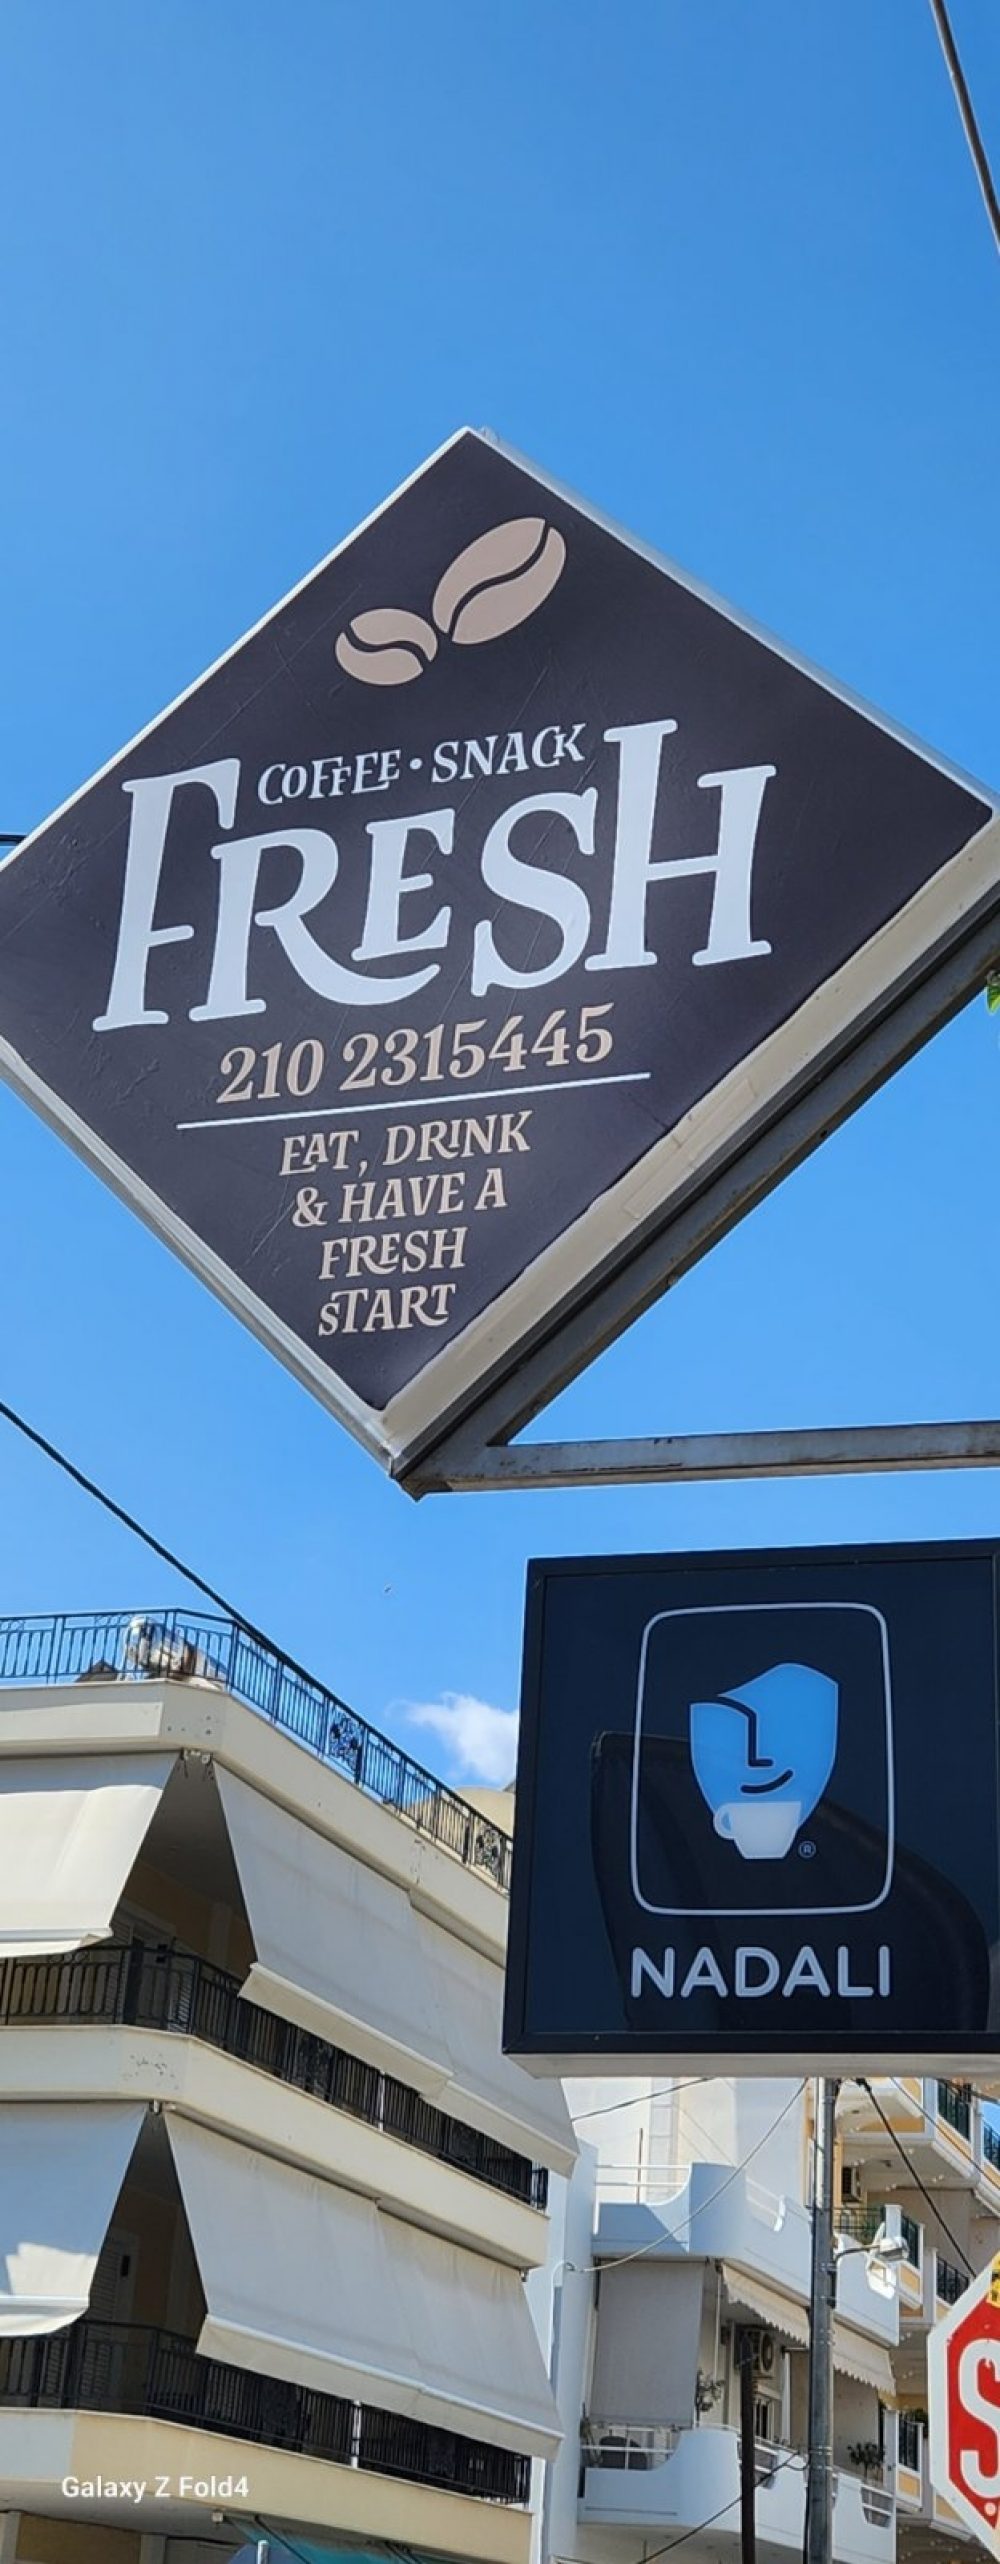 COFFEE • SNACK
FRESH
210 2315445
EAT, DRINK
& HAVE A
FRESH
START
®
NADALI
S
Galaxy Z Fold4